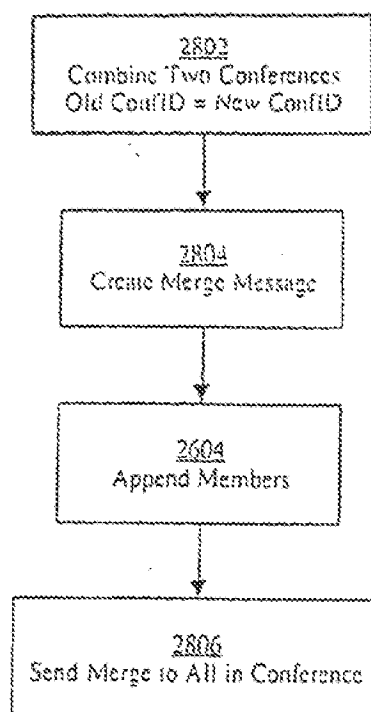 2802
Combine Two Conferences
Old ConfID = New ConfID
2804
Create Merge Message
2604
Append Members
2806
Send Merge to All in Conference